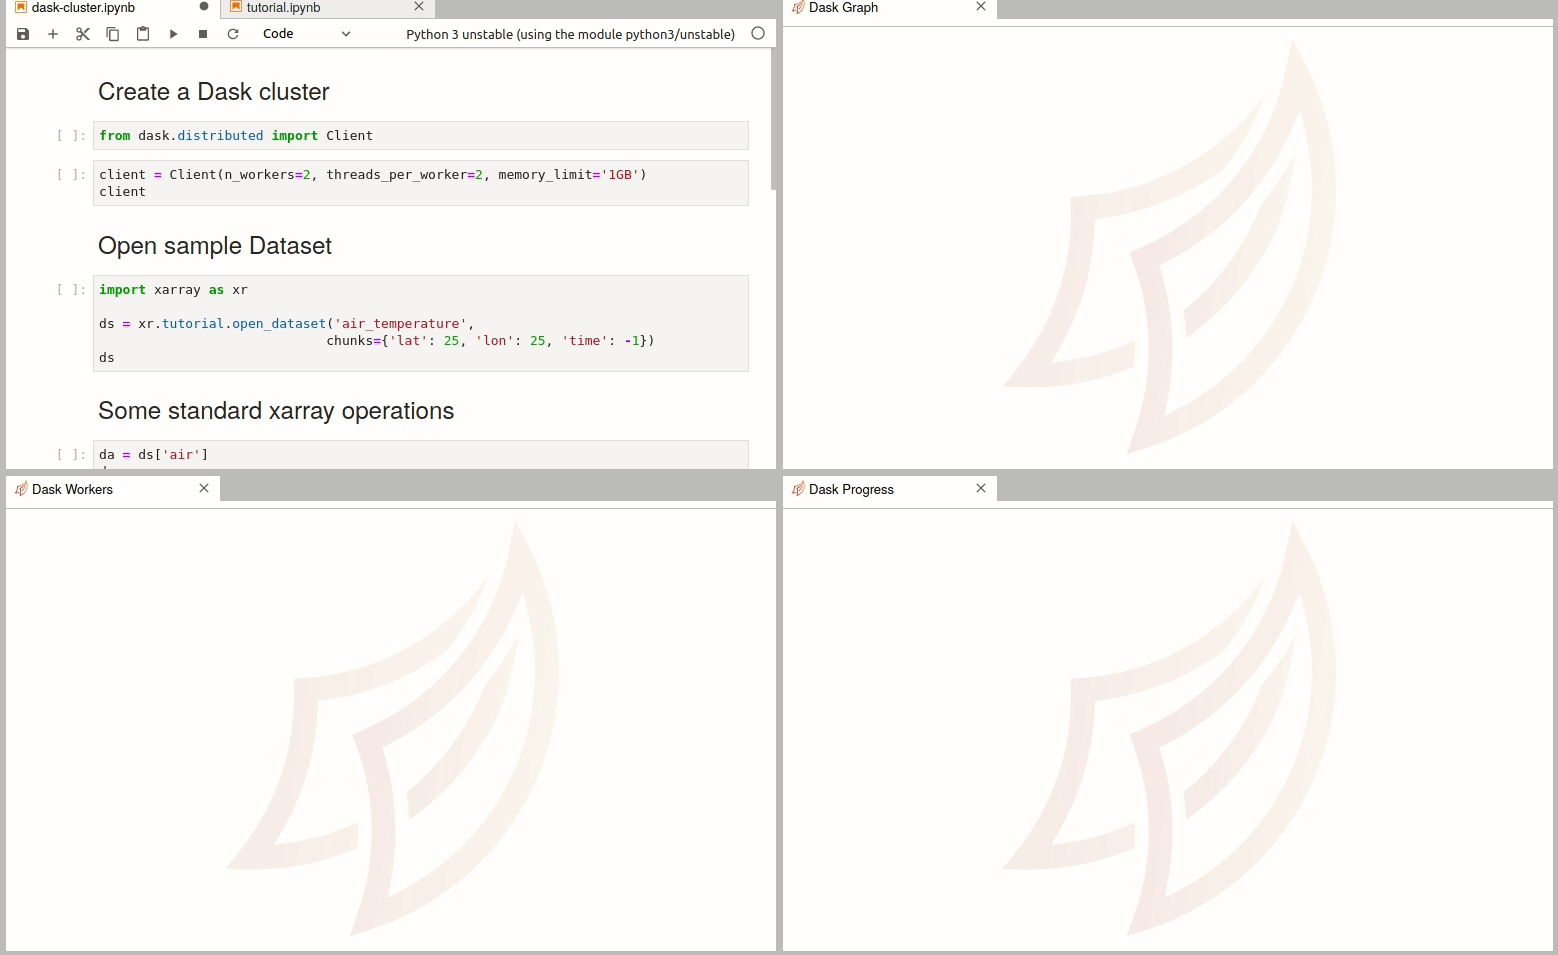 dask-cluster.ipynb
tutorial.ipynb
Code
Python 3 unstable (using the module python3/unstable)
Create a Dask cluster
[ ]: from dask.distributed import Client
[ ]: client = Client(n_workers=2, threads_per_worker=2, memory_limit='1GB')
client
Open sample Dataset
[ ]: import xarray as xr
ds = xr.tutorial.open_dataset('air_temperature',
chunks={'lat': 25, 'lon': 25, 'time': -1})
ds
Some standard xarray operations
[ ]: da = ds['air']
Dask Graph
Dask Workers
Dask Progress